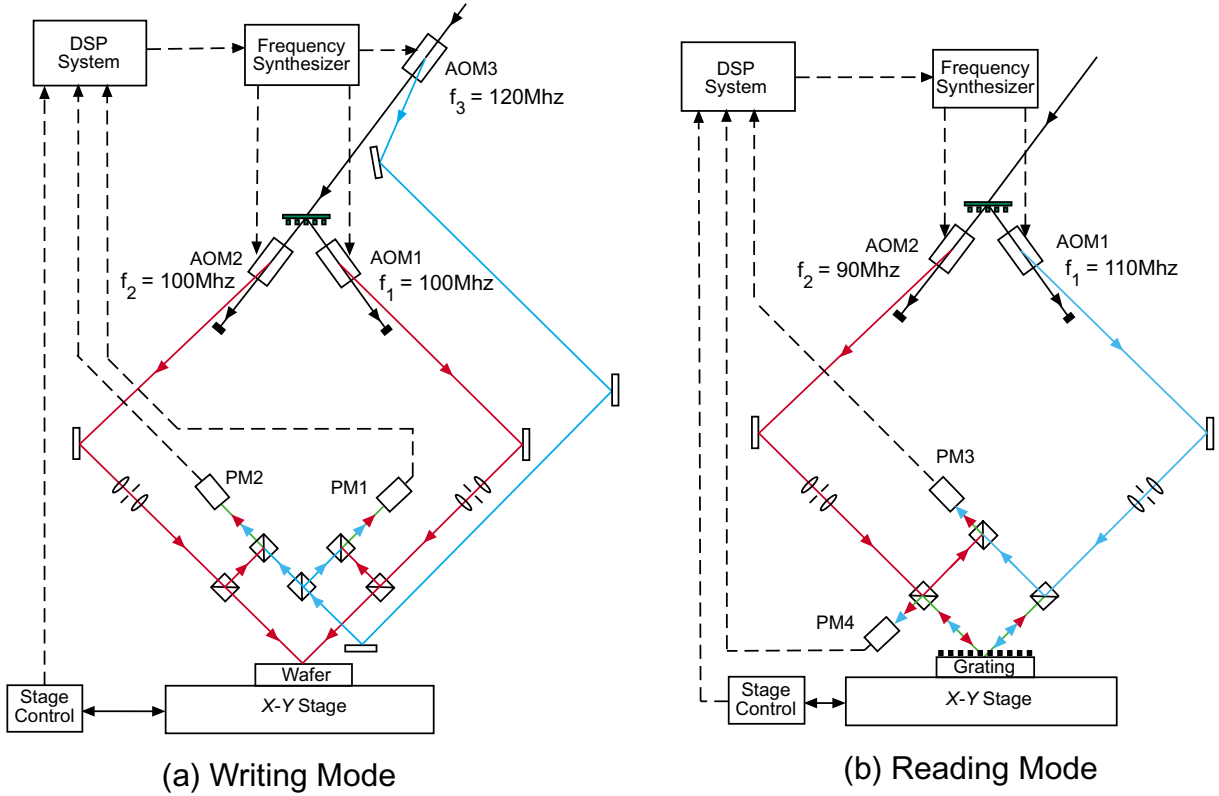 DSP
System
Frequency
Synthesizer
AOM3
f3 = 120Mhz
AOM2
f2 = 100Mhz
AOM1
f1 = 100Mhz
PM2
PM1
Wafer
Stage
Control
X-Y Stage
(a) Writing Mode
DSP
System
Frequency
Synthesizer
AOM2
f2 = 90Mhz
AOM1
f1 = 110Mhz
PM3
PM4
Grating
Stage
Control
X-Y Stage
(b) Reading Mode